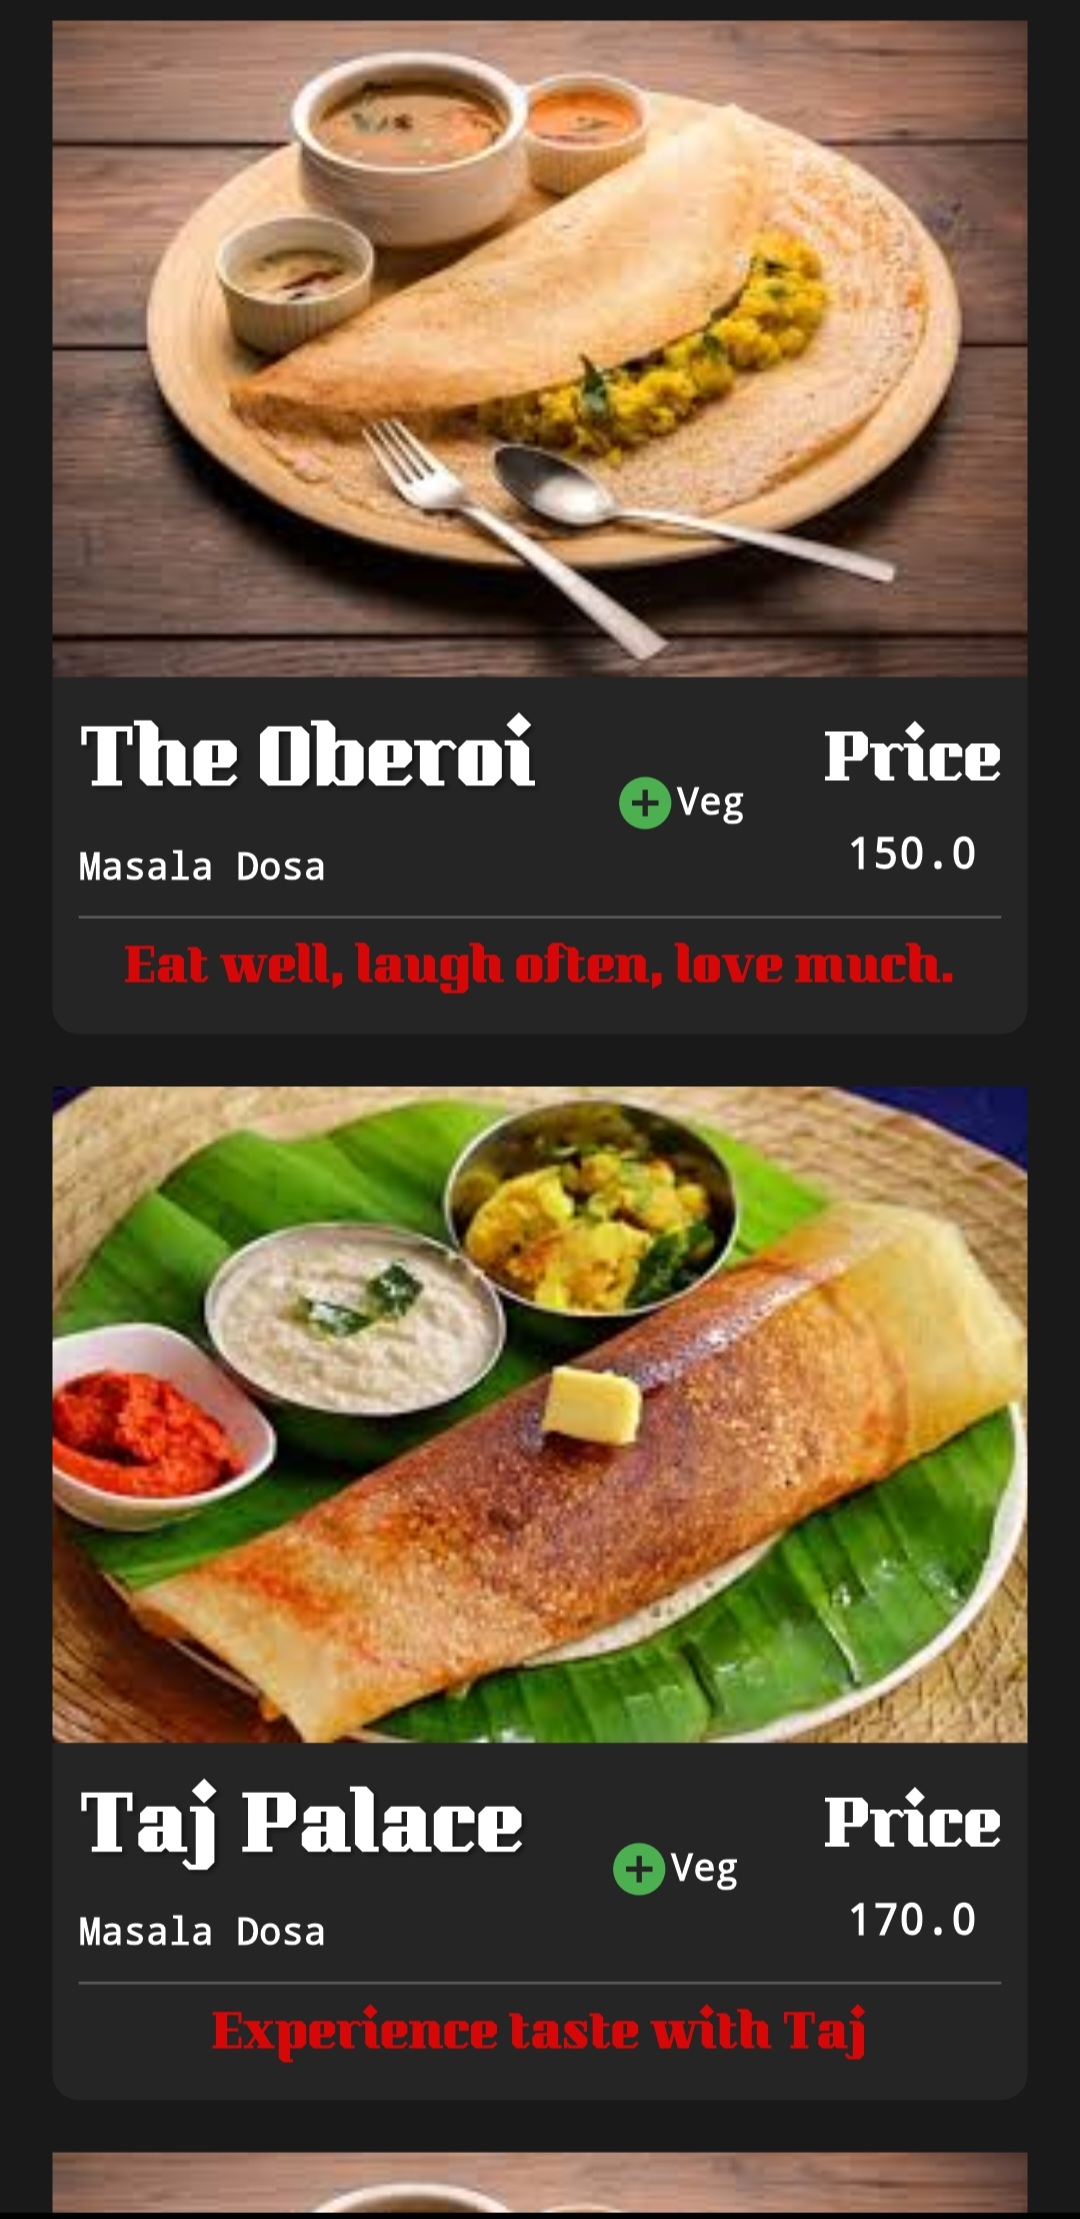 The Oberoi
Veg
Price
Masala Dosa
150.0
Eat well, laugh often, love much.
Taj Palace
Veg
Price
Masala Dosa
170.0
Experience taste with Taj